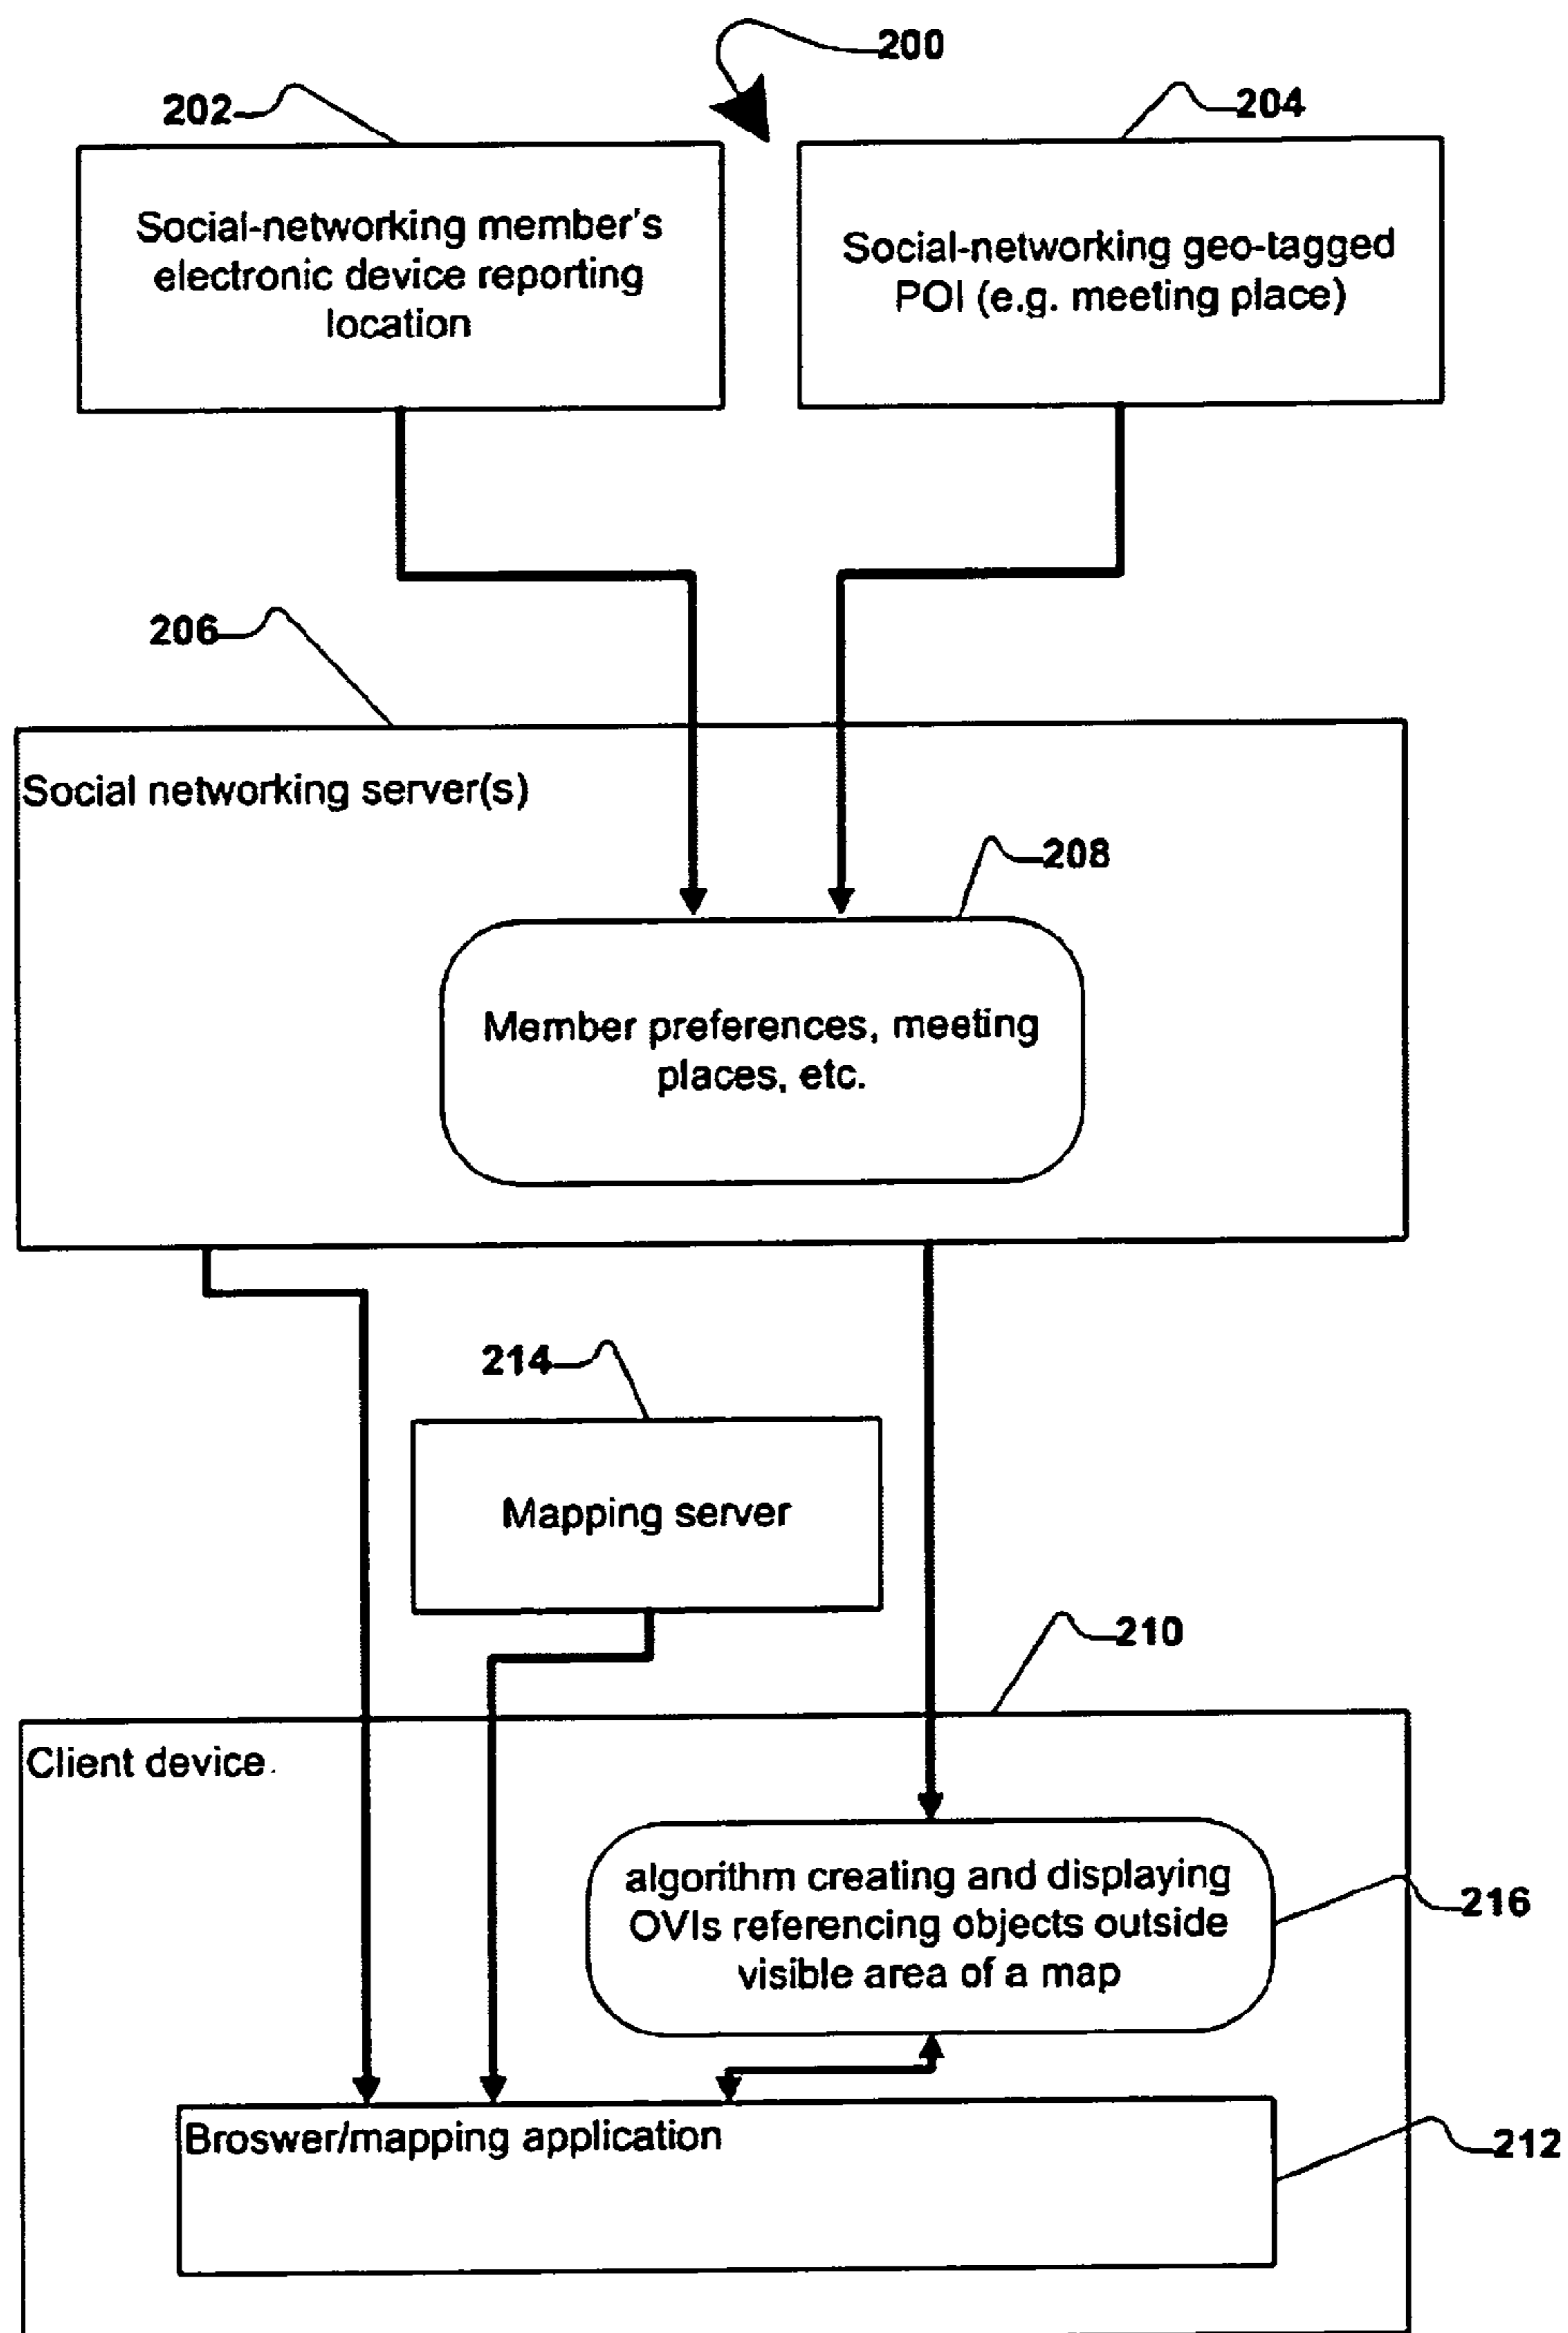 200
202
204
Social-networking member's
electronic device reporting
location
Social-networking geo-tagged
POI (e.g. meeting place)
206
Social networking server(s)
208
Member preferences, meeting
places, etc.
214
Mapping server
210
Client device.
algorithm creating and displaying
OVIs referencing objects outside
visible area of a map
216
Broswer/mapping application
212